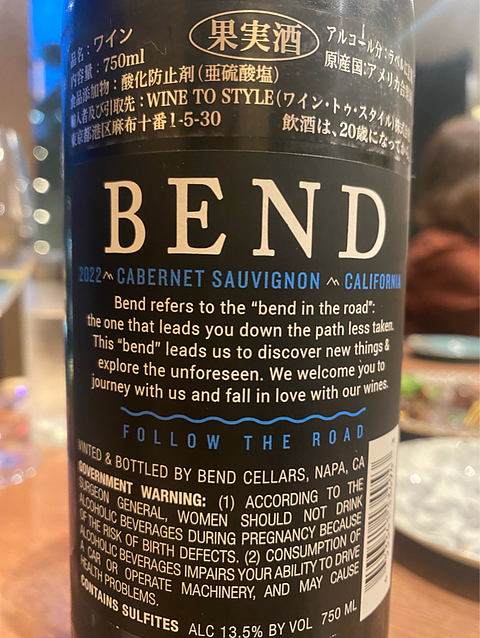 品名：ワイン
果実酒
アルコール分：ラベルに
内容量：750ml
原産国：アメリカ合衆国
食品添加物：酸化防止剤（亜硫酸塩）
輸入者及び引取先：WINE TO STYLE（ワイン・トゥ・スタイル）株式会社
東京都港区麻布十番1-5-30 飲酒は、20歳になってか
BEND
2022 CABERNET SAUVIGNON CALIFORNIA
Bend refers to the “bend in the road”:
the one that leads you down the path less taken.
This “bend” leads us to discover new things &
explore the unforeseen. We welcome you to
journey with us and fall in love with our wines.
FOLLOW THE ROAD
VINTED & BOTTLED BY BEND CELLARS, NAPA, CA
GOVERNMENT WARNING: (1) ACCORDING TO THE
SURGEON GENERAL, WOMEN SHOULD NOT DRINK
ALCOHOLIC BEVERAGES DURING PREGNANCY BECAUSE
OF THE RISK OF BIRTH DEFECTS. (2) CONSUMPTION OF
ALCOHOLIC BEVERAGES IMPAIRS YOUR ABILITY TO DRIVE
A CAR OR OPERATE MACHINERY, AND MAY CAUSE
HEALTH PROBLEMS.
CONTAINS SULFITES ALC 13.5% BY VOL 750 ML